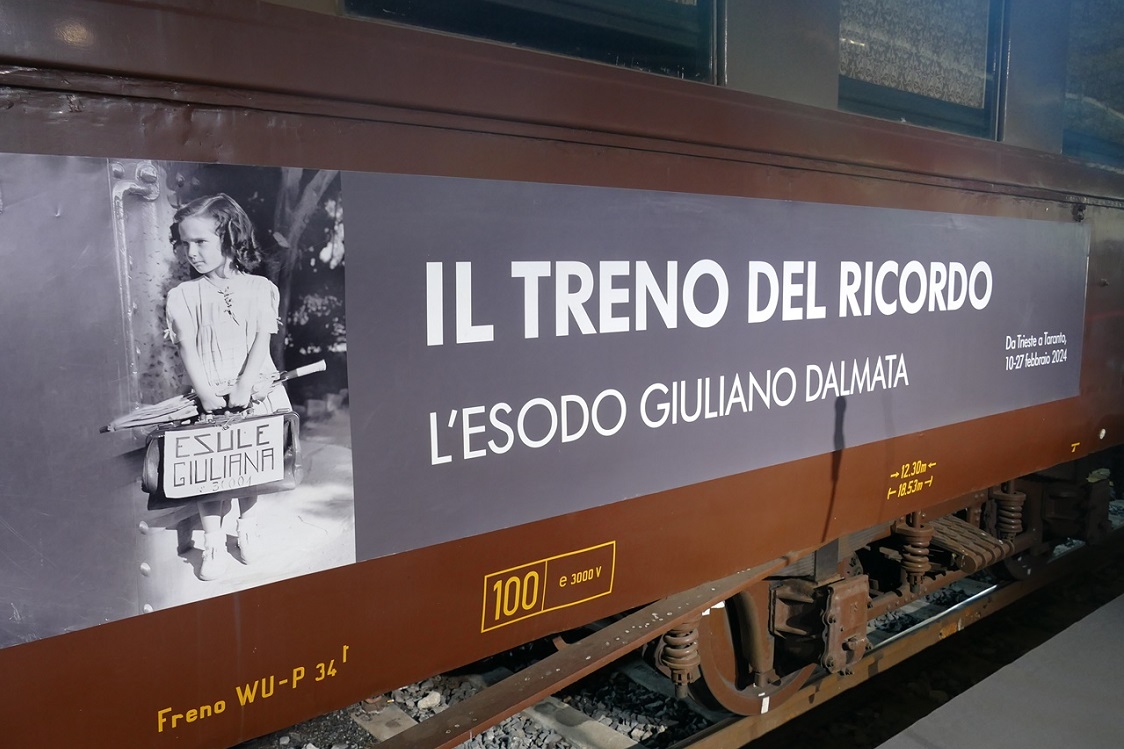 IL TRENO DEL RICORDO
L'ESODO GIULIANO DALMATA
Da Trieste a Taranto,
10-27 febbraio 2024
ESULE
GIULIANA
12.30m
18.53m
100 e 3000 V
Freno WU-P 34